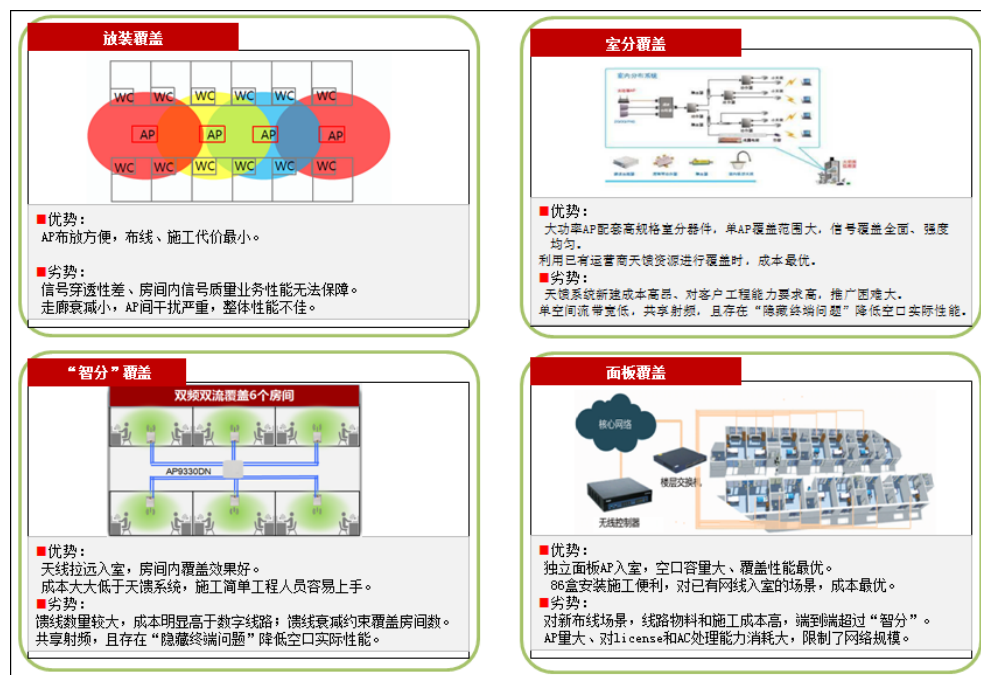 放装覆盖
WC WC WC WC WC
AP AP AP AP
WC WC WC WC WC
■优势：
AP布放方便，布线、施工代价最小。
■劣势：
信号穿透性差、房间内信号质量业务性能无法保障。
走廊衰减小，AP间干扰严重，整体性能不佳。
室分覆盖
室内分布系统
■优势：
大功率AP配套高规格室分器件，单AP覆盖范围大，信号覆盖全面、强度
均匀。
利用已有运营商天馈资源进行覆盖时，成本最优。
■劣势：
天馈系统新建成本高昂、对客户工程能力要求高，推广困难大。
单空间流带宽低，共享射频，且存在“隐藏终端问题”降低空口实际性能。
“智分”覆盖
双频双流覆盖6个房间
AP9330DN
■优势：
天线拉远入室，房间内覆盖效果好。
成本大大低于天馈系统，施工简单工程人员容易上手。
■劣势：
馈线数量较大，成本明显高于数字线路；馈线衰减约束覆盖房间数。
共享射频，且存在“隐藏终端问题”降低空口实际性能。
面板覆盖
核心网络
楼层交换机
无线控制器
■优势：
独立面板AP入室，空口容量大、覆盖性能最优。
86盒安装施工便利，对已有网线入室的场景，成本最优。
■劣势：
对新布线场景，线路物料和施工成本高，端到端超过“智分”。
AP量大、对license和AC处理能力消耗大，限制了网络规模。